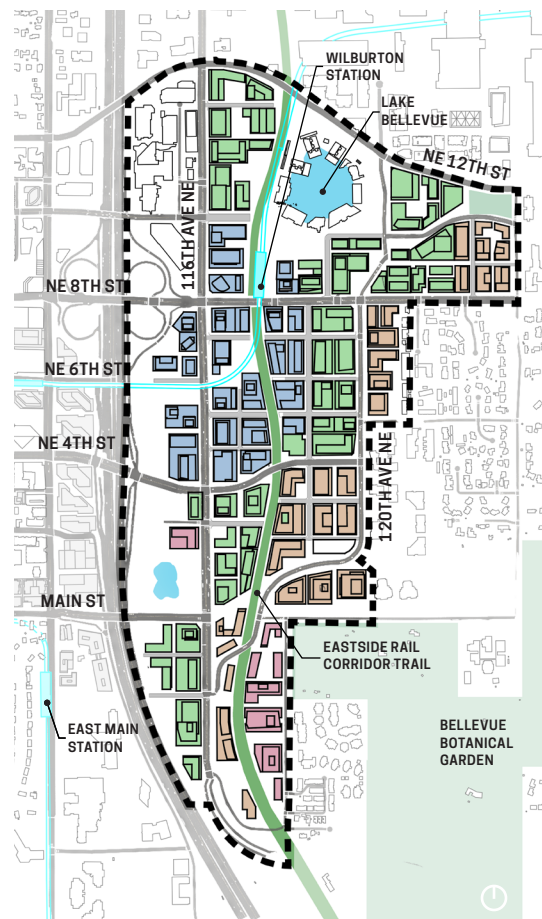 WILBURTON
STATION
LAKE
BELLEVUE
NE 12TH ST
116TH AVE NE
NE 8TH ST
NE 6TH ST
NE 4TH ST
120TH AVE NE
MAIN ST
EASTSIDE RAIL
CORRIDOR TRAIL
EAST MAIN
STATION
BELLEVUE
BOTANICAL
GARDEN